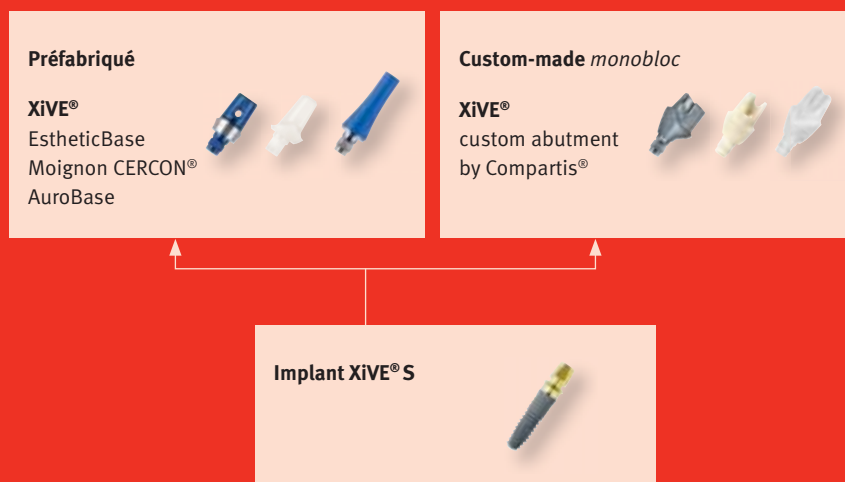 Préfabriqué
XiVE®
EstheticBase
Moignon CERCON®
AuroBase
Custom-made monobloc
XiVE®
custom abutment
by Compartis®
Implant XiVE® S